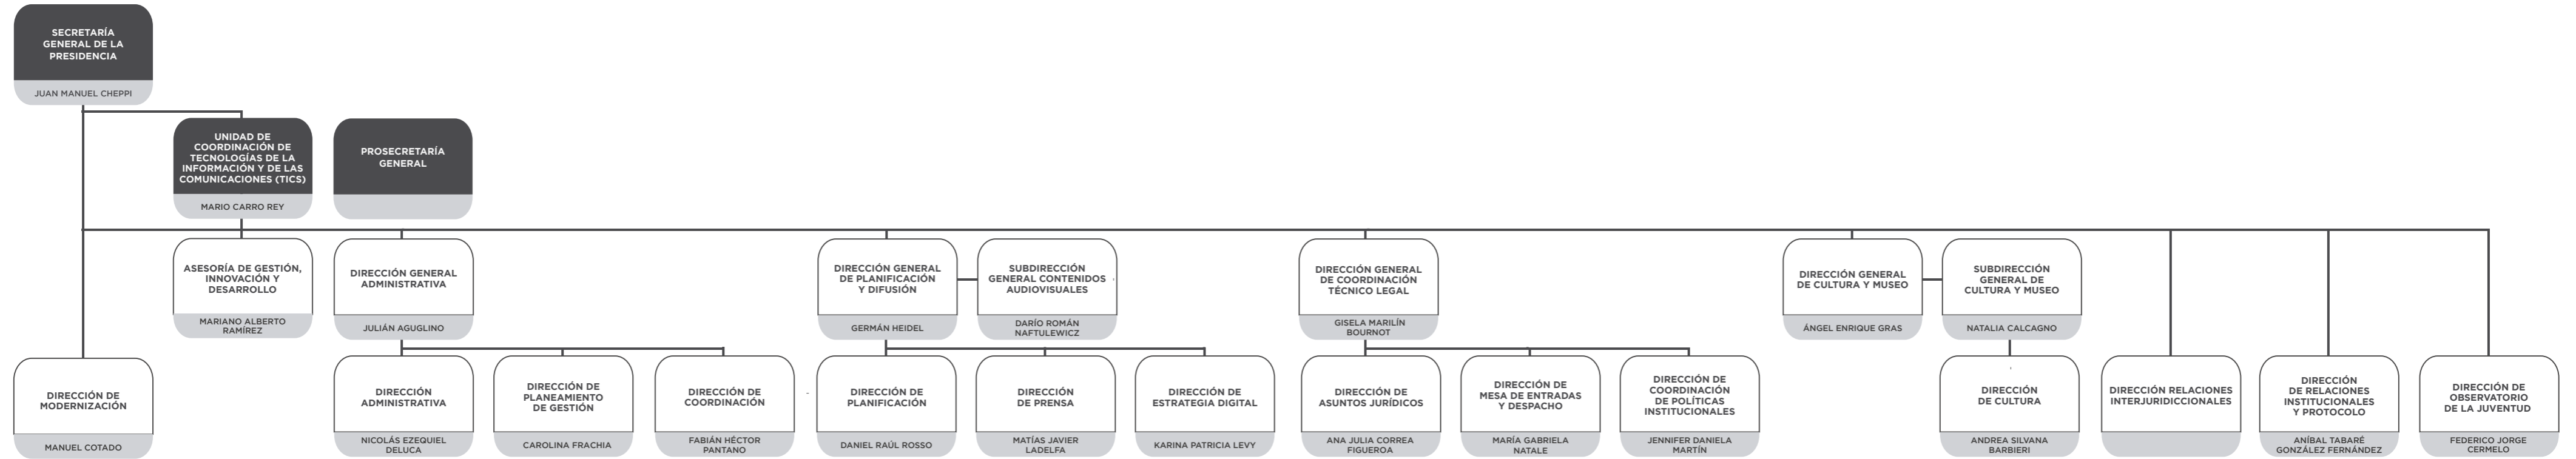 SECRETARÍA
GENERAL DE LA
PRESIDENCIA
JUAN MANUEL CHEPPI
UNIDAD DE
COORDINACIÓN DE
TECNOLOGÍAS DE LA
INFORMACIÓN Y DE LAS
COMUNICACIONES (TICS)
MARIO CARRO REY
PROSECRETARÍA
GENERAL
ASESORÍA DE GESTIÓN,
INNOVACIÓN Y
DESARROLLO
MARIANO ALBERTO
RAMÍREZ
DIRECCIÓN GENERAL
ADMINISTRATIVA
JULIÁN AGUGLINO
DIRECCIÓN GENERAL
DE PLANIFICACIÓN
Y DIFUSIÓN
GERMÁN HEIDEL
SUBDIRECCIÓN
GENERAL CONTENIDOS
AUDIOVISUALES
DARÍO ROMÁN
NAFTULEWICZ
DIRECCIÓN GENERAL
DE COORDINACIÓN
TÉCNICO LEGAL
GISELA MARILÍN
BOURNOT
DIRECCIÓN GENERAL
DE CULTURA Y MUSEO
ÁNGEL ENRIQUE GRAS
SUBDIRECCIÓN
GENERAL DE
CULTURA Y MUSEO
NATALIA CALCAGNO
DIRECCIÓN DE
MODERNIZACIÓN
MANUEL COTADO
DIRECCIÓN
ADMINISTRATIVA
NICOLÁS EZEQUIEL
DELUCA
DIRECCIÓN DE
PLANEAMIENTO
DE GESTIÓN
CAROLINA FRACHIA
DIRECCIÓN DE
COORDINACIÓN
FABIÁN HÉCTOR
PANTANO
DIRECCIÓN DE
PLANIFICACIÓN
DANIEL RAÚL ROSSO
DIRECCIÓN
DE PRENSA
MATÍAS JAVIER
LADELFA
DIRECCIÓN DE
ESTRATEGIA DIGITAL
KARINA PATRICIA LEVY
DIRECCIÓN DE
ASUNTOS JURÍDICOS
ANA JULIA CORREA
FIGUEROA
DIRECCIÓN DE
MESA DE ENTRADAS
Y DESPACHO
MARÍA GABRIELA
NATALE
DIRECCIÓN DE
COORDINACIÓN
DE POLÍTICAS
INSTITUCIONALES
JENNIFER DANIELA
MARTÍN
DIRECCIÓN
DE CULTURA
ANDREA SILVANA
BARBIERI
DIRECCIÓN RELACIONES
INTERJURIDICCIONALES
DIRECCIÓN
DE RELACIONES
INSTITUCIONALES
Y PROTOCOLO
ANÍBAL TABARÉ
GONZÁLEZ FERNÁNDEZ
DIRECCIÓN DE
OBSERVATORIO
DE LA JUVENTUD
FEDERICO JORGE
CERMELO